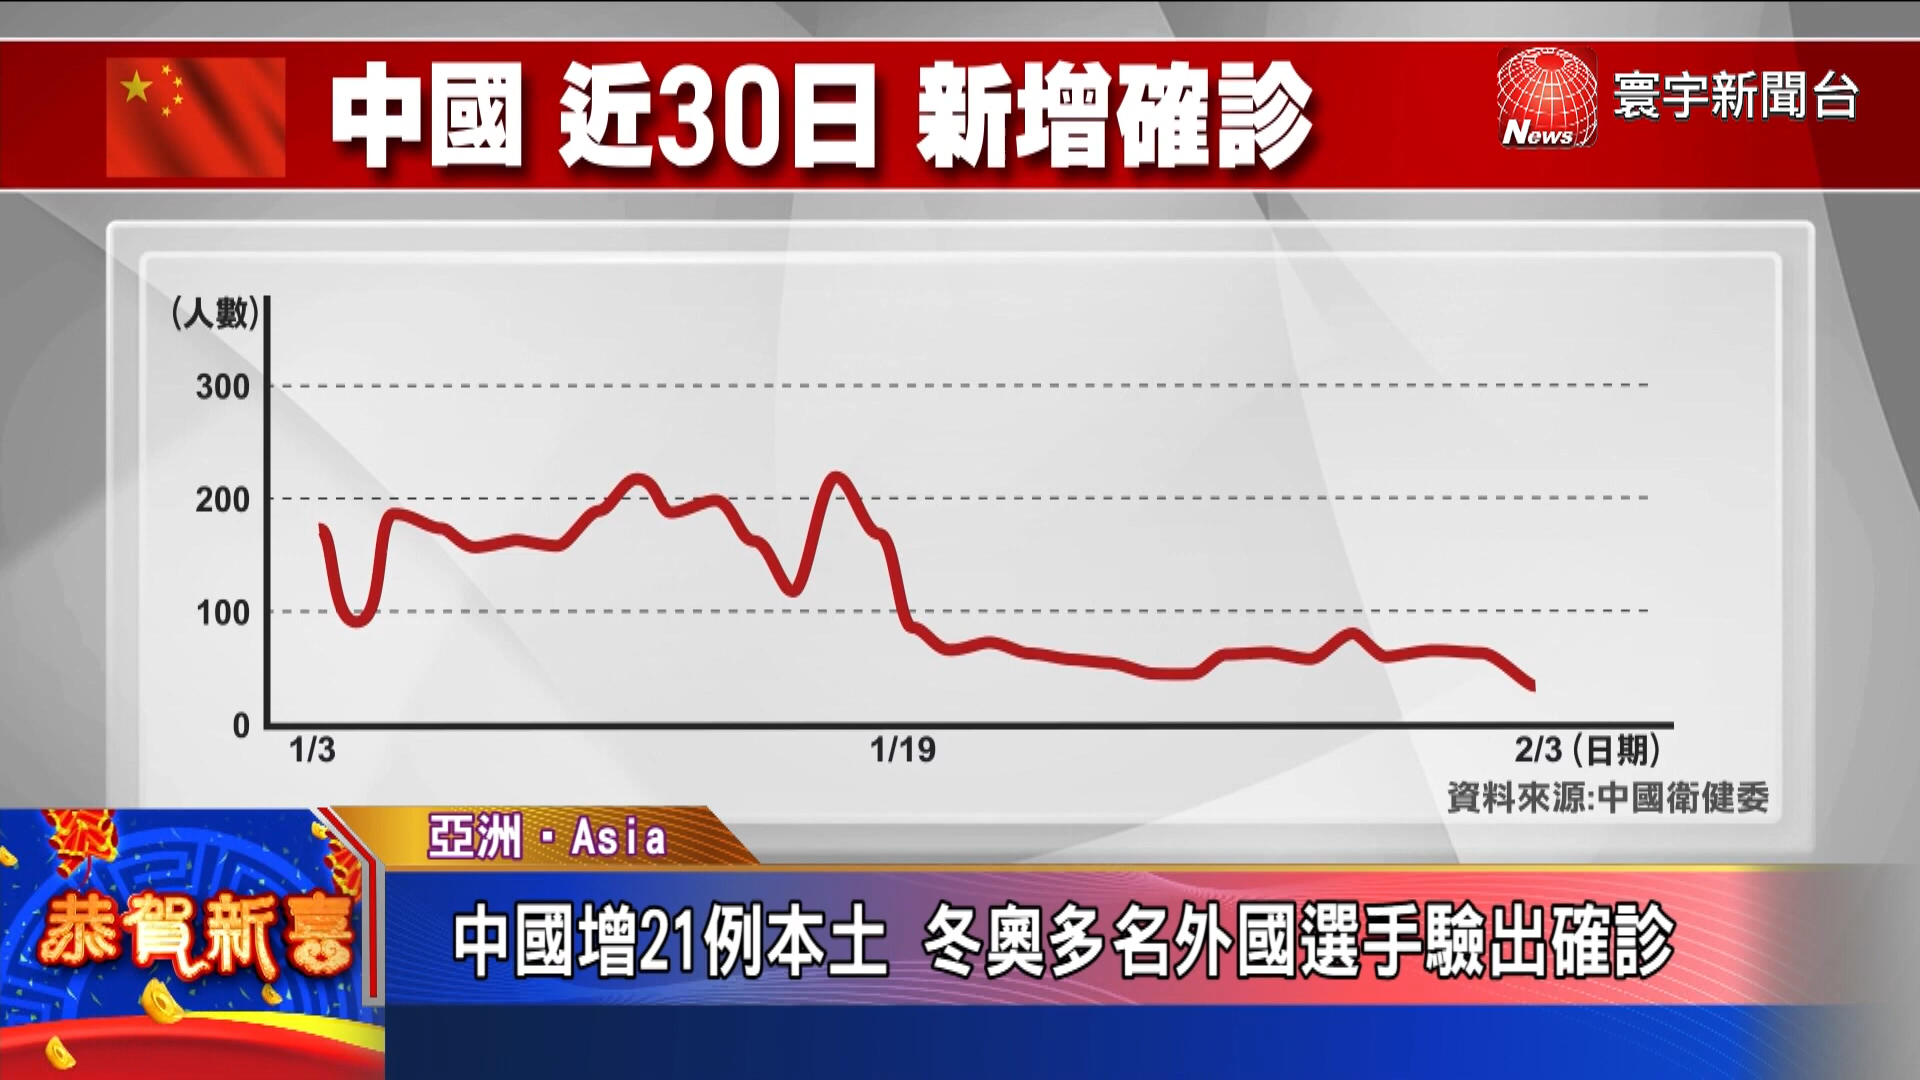 中國 近30日 新增確診
News
寰宇新聞台
(人數)
300
200
100
0
1/3
1/19
2/3 (日期)
資料來源:中國衛健委
亞洲・Asia
恭賀新喜
中國增21例本土 冬奧多名外國選手驗出確診